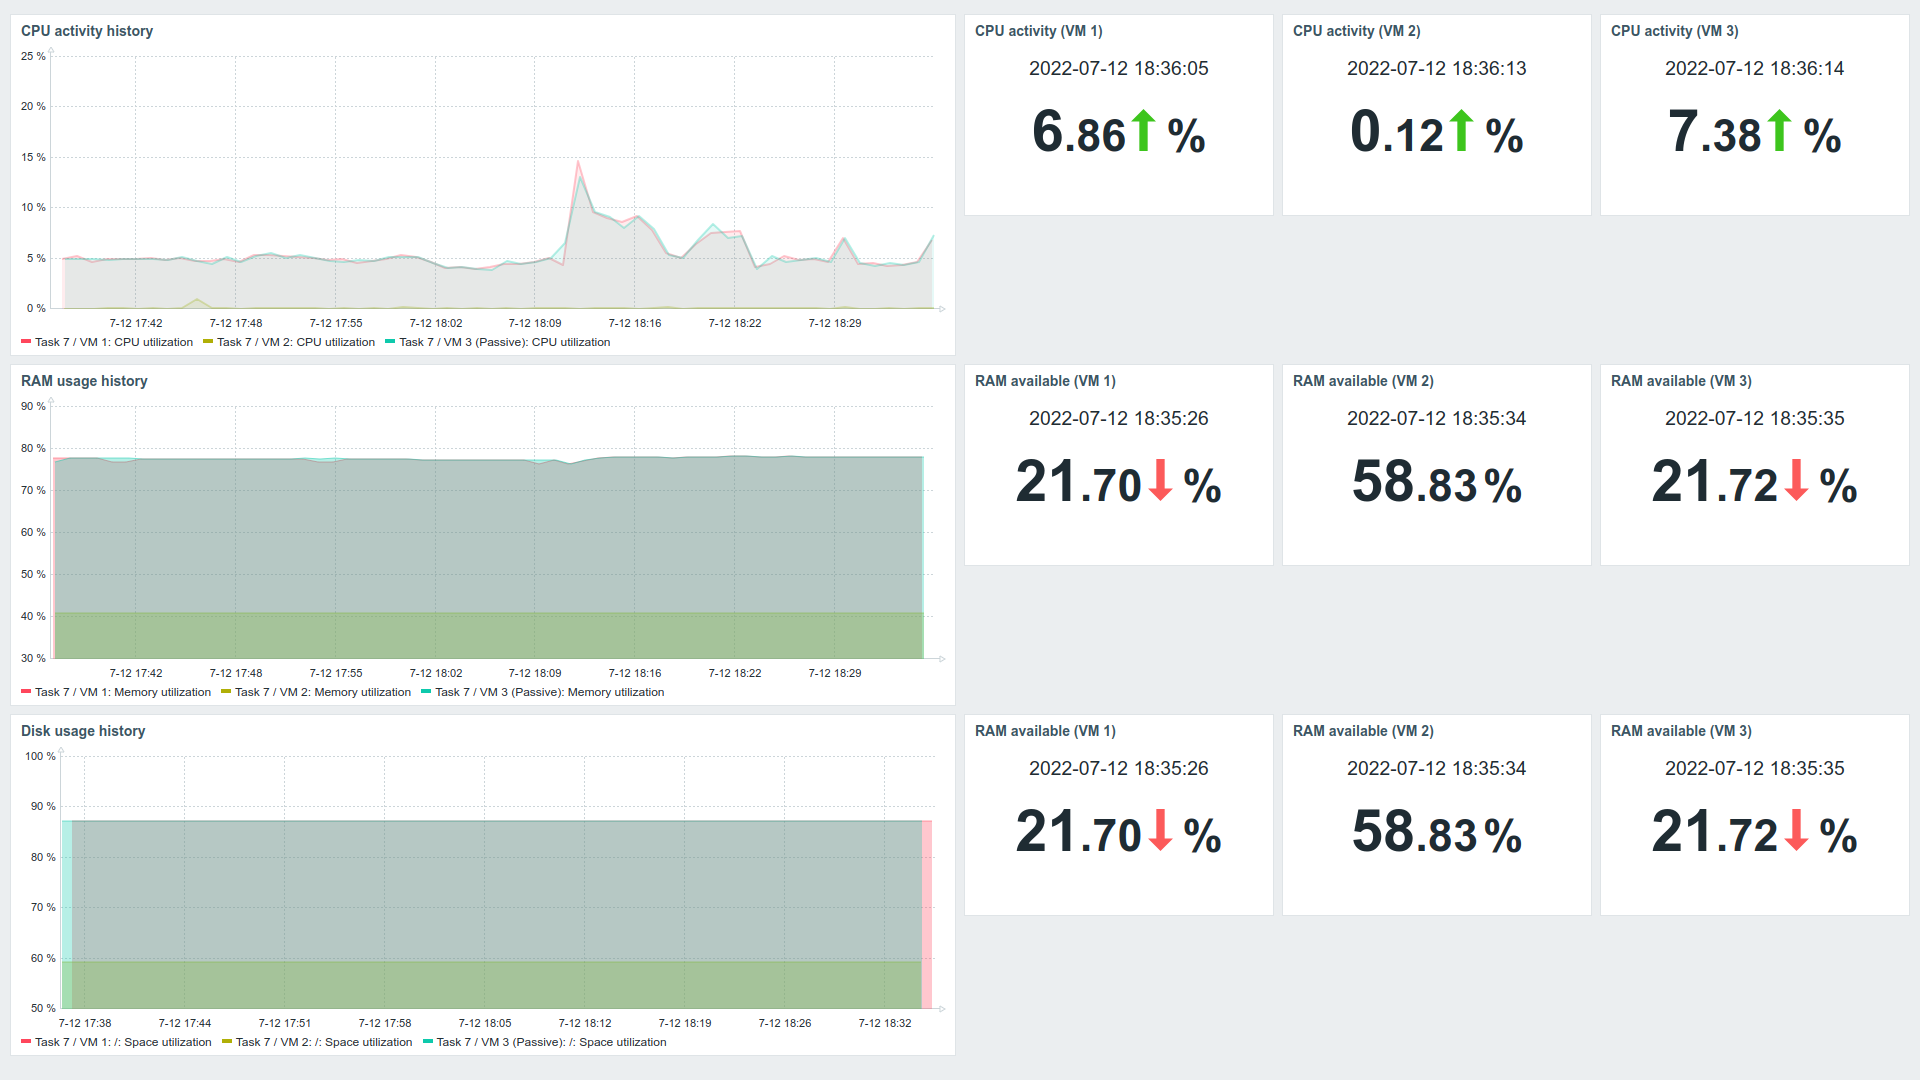 CPU activity history
25 %
20 %
15 %
10 %
5 %
0 %
7-12 17:42 7-12 17:48 7-12 17:55 7-12 18:02 7-12 18:09 7-12 18:16 7-12 18:22 7-12 18:29
Task 7 / VM 1: CPU utilization Task 7 / VM 2: CPU utilization Task 7 / VM 3 (Passive): CPU utilization
CPU activity (VM 1)
2022-07-12 18:36:05
6.86 %
CPU activity (VM 2)
2022-07-12 18:36:13
0.12 %
CPU activity (VM 3)
2022-07-12 18:36:14
7.38 %
RAM usage history
90 %
80 %
70 %
60 %
50 %
40 %
30 %
7-12 17:42 7-12 17:48 7-12 17:55 7-12 18:02 7-12 18:09 7-12 18:16 7-12 18:22 7-12 18:29
Task 7 / VM 1: Memory utilization Task 7 / VM 2: Memory utilization Task 7 / VM 3 (Passive): Memory utilization
RAM available (VM 1)
2022-07-12 18:35:26
21.70 %
RAM available (VM 2)
2022-07-12 18:35:34
58.83 %
RAM available (VM 3)
2022-07-12 18:35:35
21.72 %
Disk usage history
100 %
90 %
80 %
70 %
60 %
50 %
7-12 17:38 7-12 17:44 7-12 17:51 7-12 17:58 7-12 18:05 7-12 18:12 7-12 18:19 7-12 18:26 7-12 18:32
Task 7 / VM 1: /: Space utilization Task 7 / VM 2: /: Space utilization Task 7 / VM 3 (Passive): /: Space utilization
RAM available (VM 1)
2022-07-12 18:35:26
21.70 %
RAM available (VM 2)
2022-07-12 18:35:34
58.83 %
RAM available (VM 3)
2022-07-12 18:35:35
21.72 %